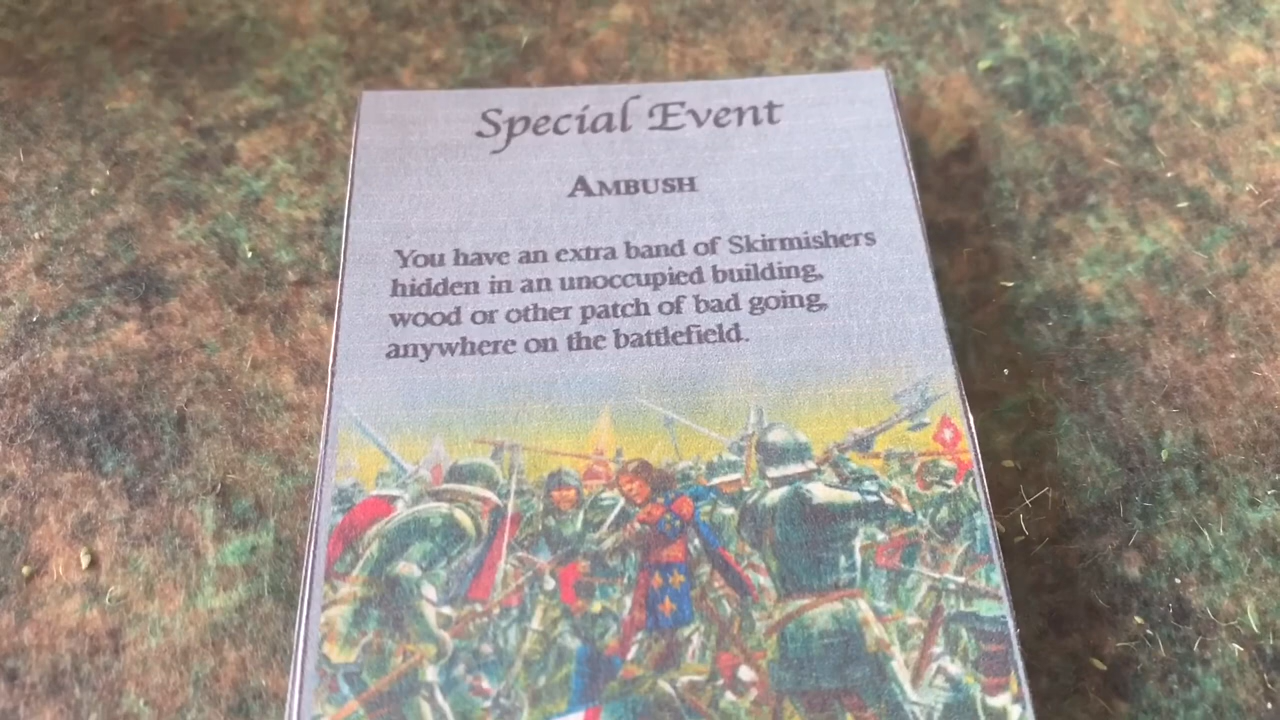 Special Event
AMBUSH
You have an extra band of Skirmishers
hidden in an unoccupied building,
wood or other patch of bad going,
anywhere on the battlefield.